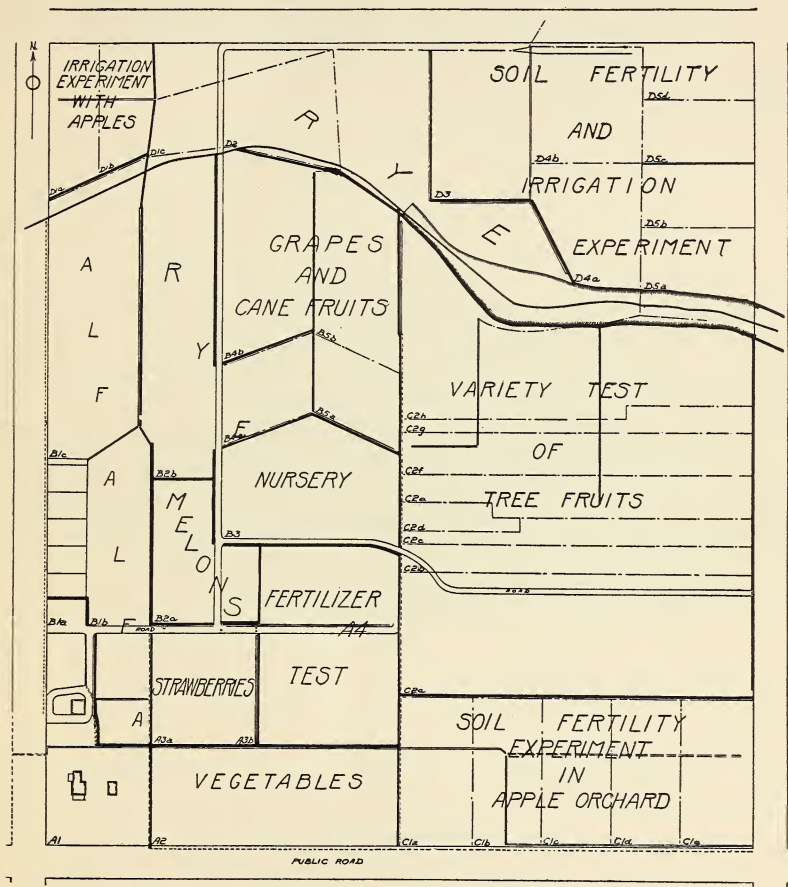 N.
IRRIGATION
EXPERIMENT
WITH
APPLES
SOIL FERTILITY
AND
IRRIGATION
EXPERIMENT
D5d
D4b
D5c
D5b
D1a
D1b
D1c
D2
D3
D4a
D5a
R
Y
E
A
L
F
A
L
F
A
R
Y
E
GRAPES
AND
CANE FRUITS
B5b
B4b
B5a
NURSERY
VARIETY TEST
OF
TREE FRUITS
C2h
C2g
C2f
C2a
C2d
C2c
C2b
ROAD
B1c
B2b
M
E
L
O
N
S
B3
FERTILIZER
A4
TEST
B1a
B1b
ROAD
B2a
STRAWBERRIES
C2a
SOIL FERTILITY
EXPERIMENT
IN
APPLE ORCHARD
A3a
A3b
VEGETABLES
A1
A2
C1a
C1b
C1c
C1d
C1e
PUBLIC ROAD